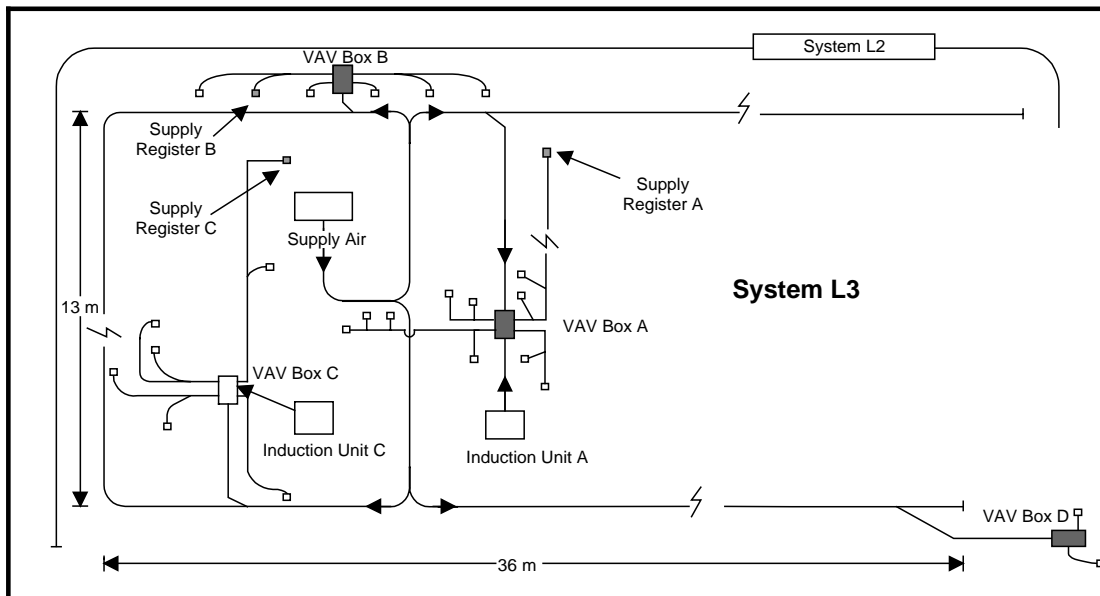 System L2
VAV Box B
Supply
Register B
Supply
Register A
Supply
Register C
Supply Air
System L3
13 m
VAV Box A
VAV Box C
Induction Unit C
Induction Unit A
VAV Box D
36 m